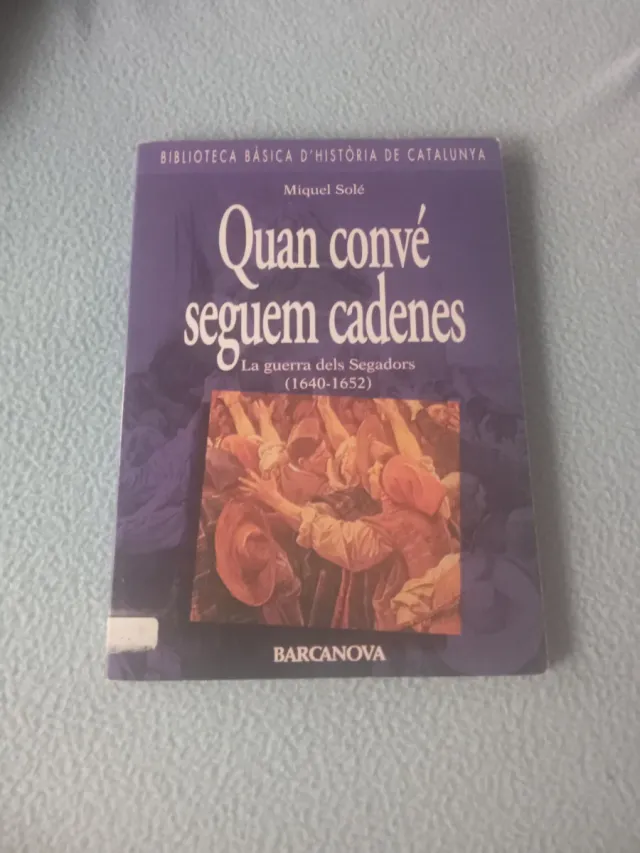 BIBLIOTECA BÀSICA D'HISTÒRIA DE CATALUNYA
Miquel Solé
Quan convé
seguem cadenes
La guerra dels Segadors
(1640-1652)
BARCANOVA